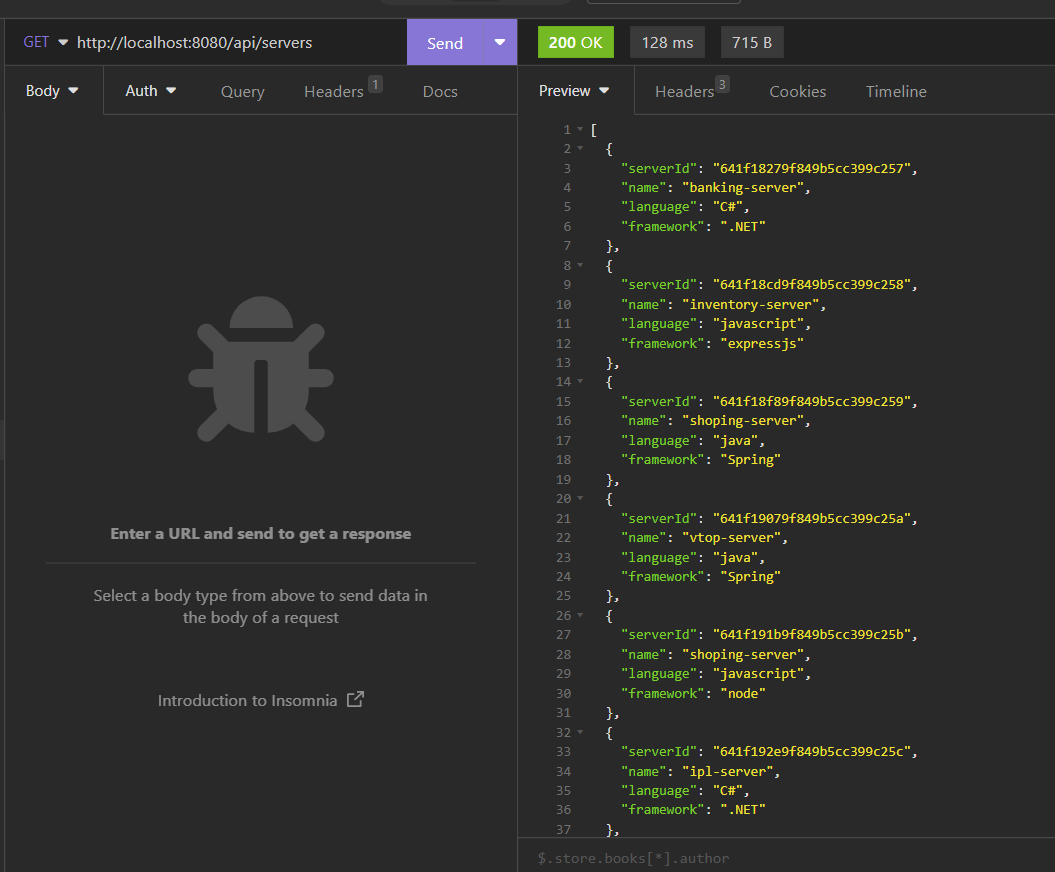 GET http://localhost:8080/api/servers Send 200 OK 128 ms 715 B
Body Auth Query Headers 1 Docs
Enter a URL and send to get a response
Select a body type from above to send data in
the body of a request
Introduction to Insomnia
Preview Headers 3 Cookies Timeline
1 [
2 {
3 "serverId": "641f18279f849b5cc399c257",
4 "name": "banking-server",
5 "language": "C#",
6 "framework": ".NET"
7 },
8 {
9 "serverId": "641f18cd9f849b5cc399c258",
10 "name": "inventory-server",
11 "language": "javascript",
12 "framework": "expressjs"
13 },
14 {
15 "serverId": "641f18f89f849b5cc399c259",
16 "name": "shoping-server",
17 "language": "java",
18 "framework": "Spring"
19 },
20 {
21 "serverId": "641f19079f849b5cc399c25a",
22 "name": "vtop-server",
23 "language": "java",
24 "framework": "Spring"
25 },
26 {
27 "serverId": "641f191b9f849b5cc399c25b",
28 "name": "shoping-server",
29 "language": "javascript",
30 "framework": "node"
31 },
32 {
33 "serverId": "641f192e9f849b5cc399c25c",
34 "name": "ipl-server",
35 "language": "C#",
36 "framework": ".NET"
37 },
$.store.books[*].author